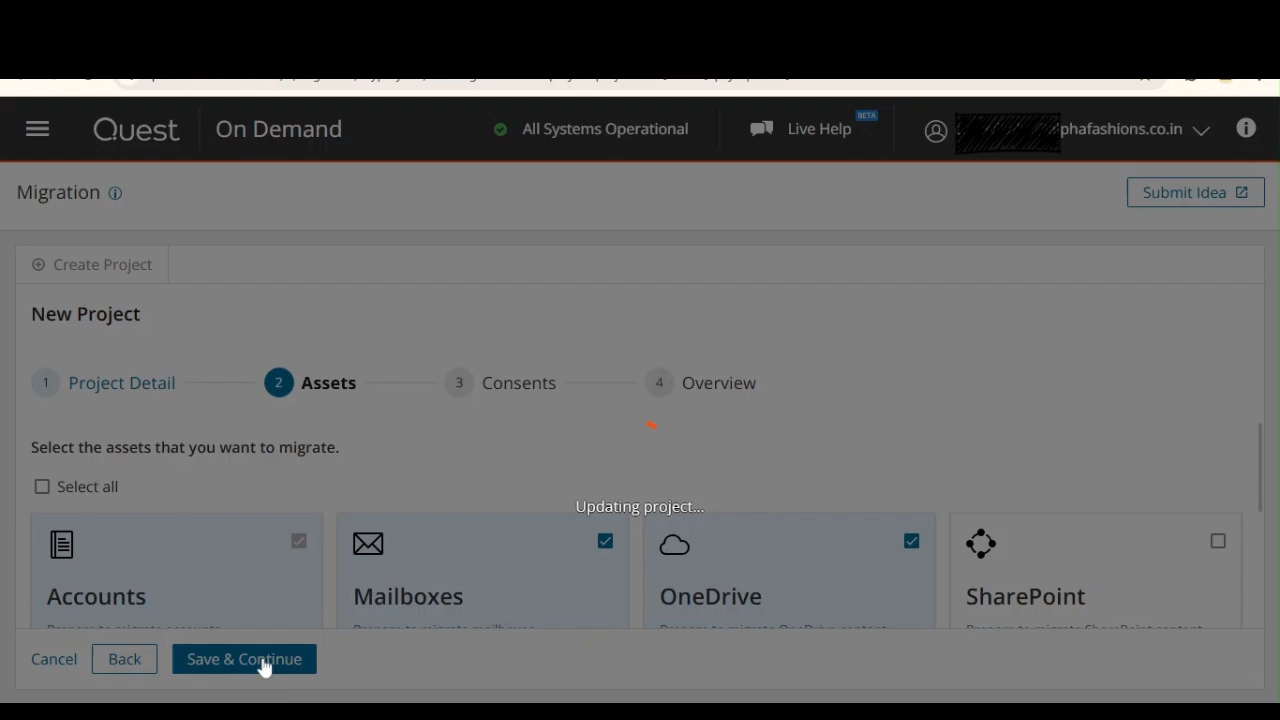 Quest On Demand All Systems Operational Live Help BETA phafashions.co.in
Migration Submit Idea
Create Project
New Project
1 Project Detail 2 Assets 3 Consents 4 Overview
Select the assets that you want to migrate.
Select all
Updating project...
Accounts Mailboxes OneDrive SharePoint
Cancel Back Save & Continue